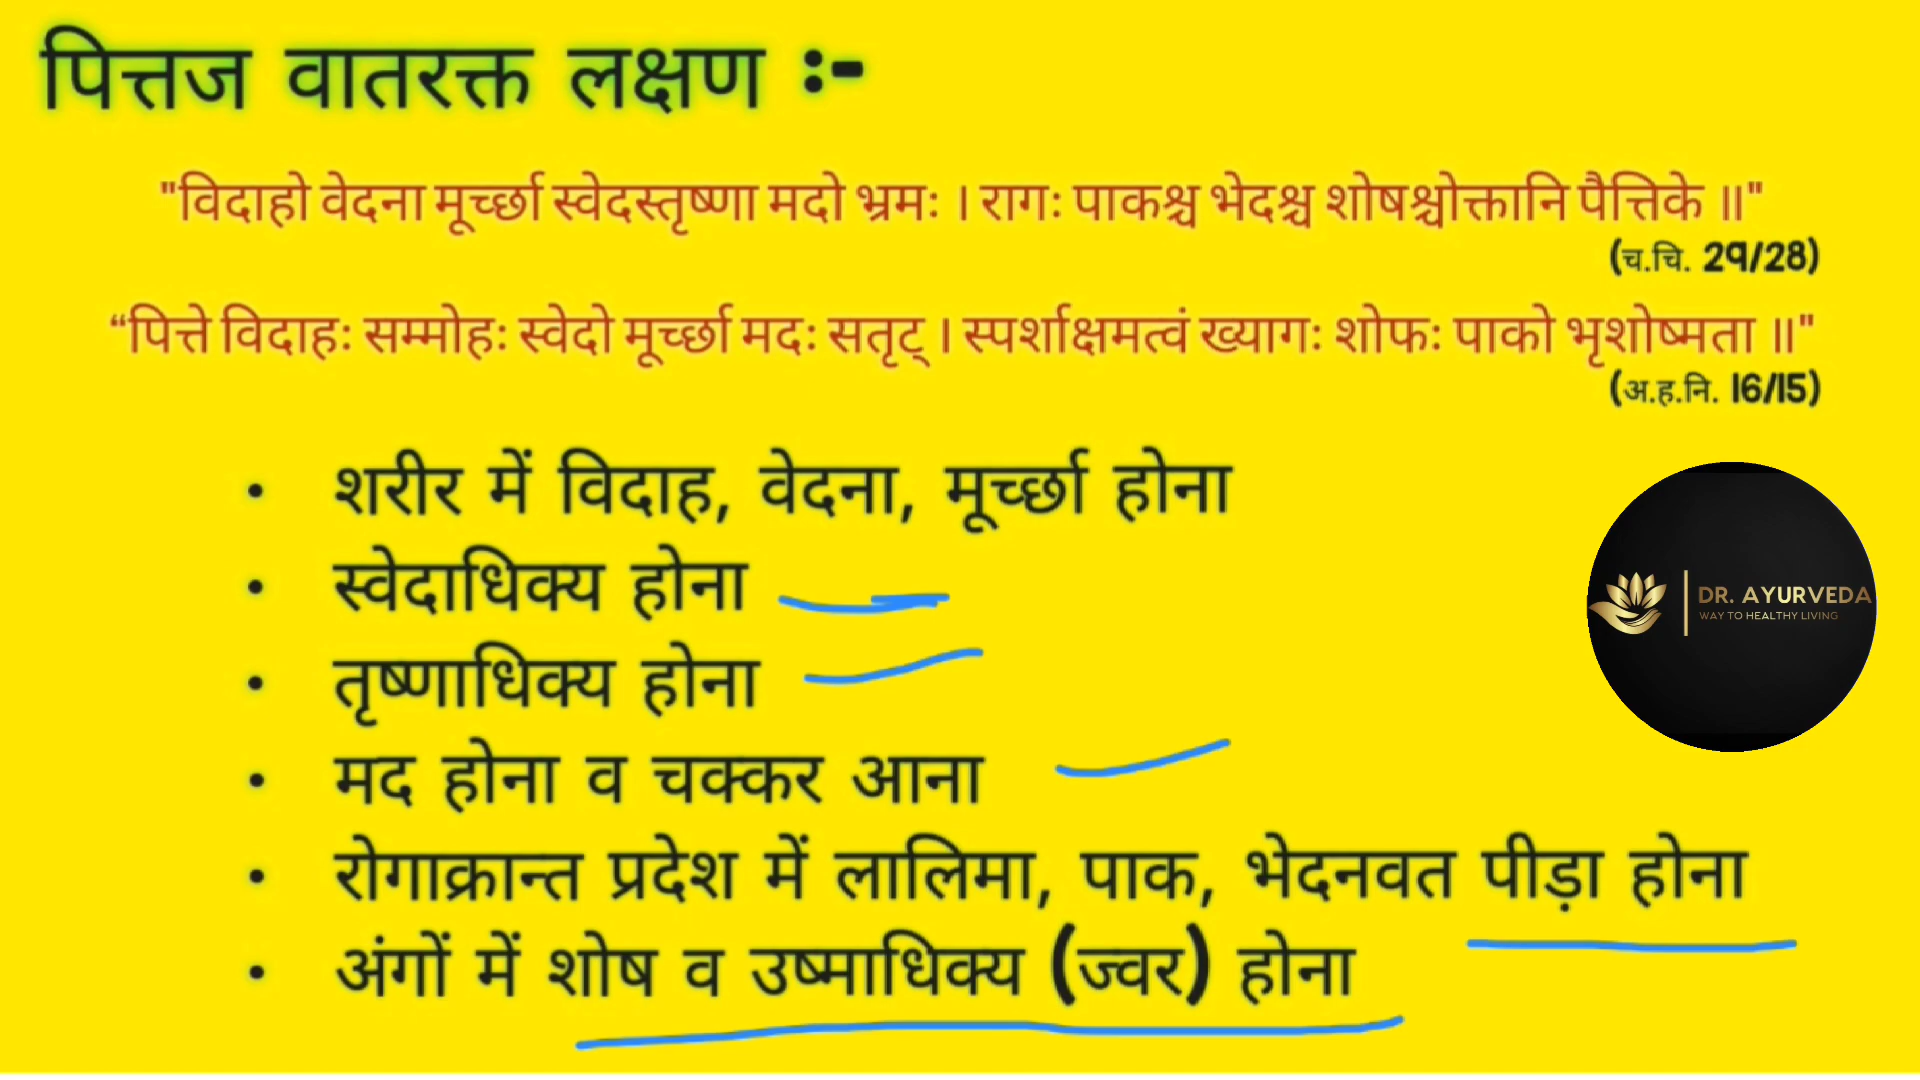 पित्तज वातरक्त लक्षण :-
"विदाहो वेदना मूर्च्छा स्वेदस्तृष्णा मदो भ्रमः । रागः पाकश्च भेदश्च शोषश्चोक्तानि पैत्तिके ॥"
(च.चि. 29/28)
“पित्ते विदाहः सम्मोहः स्वेदो मूर्च्छा मदः सतृट् । स्पर्शाक्षमत्वं ख्यागः शोफः पाको भृशोष्मता ॥"
(अ.ह.नि. 16/15)
• शरीर में विदाह, वेदना, मूर्च्छा होना
• स्वेदाधिक्य होना
• तृष्णाधिक्य होना
• मद होना व चक्कर आना
• रोगाक्रान्त प्रदेश में लालिमा, पाक, भेदनवत पीड़ा होना
• अंगों में शोष व उष्माधिक्य (ज्वर) होना
DR. AYURVEDA
WAY TO HEALTHY LIVING